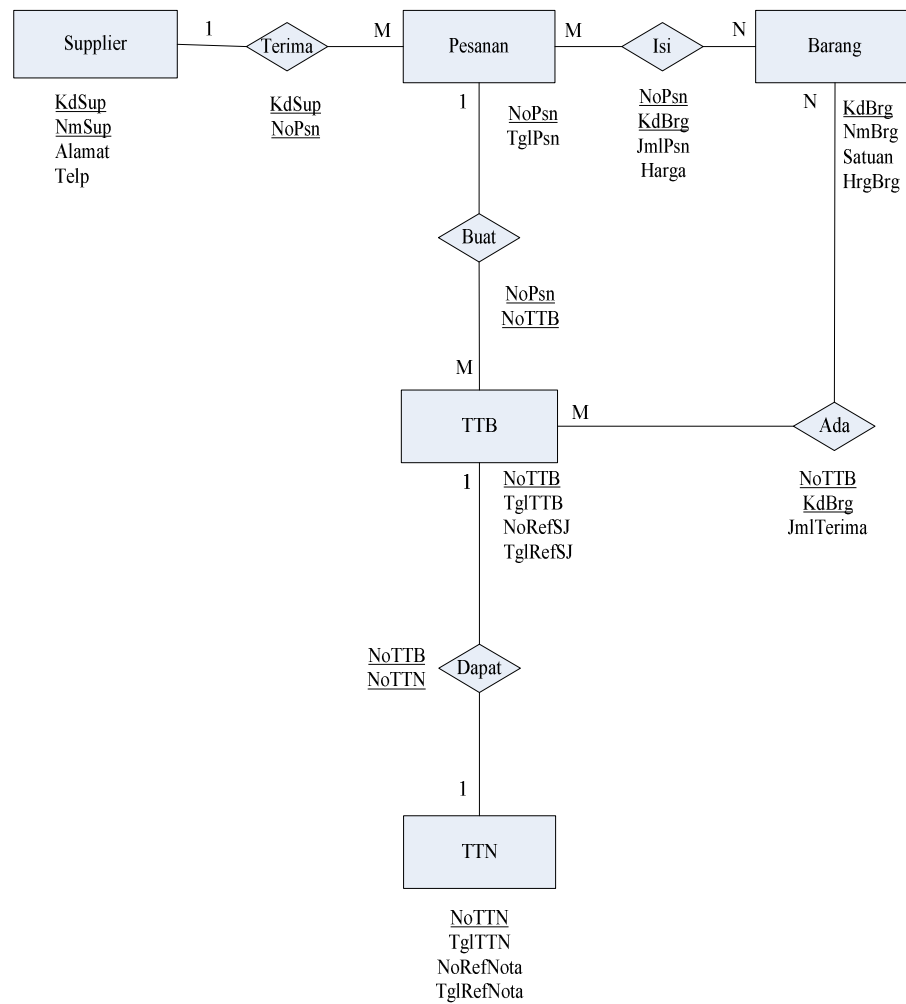 Supplier
1
Terima
M
Pesanan
M
Isi
N
Barang
KdSup
NmSup
Alamat
Telp
KdSup
NoPsn
1
NoPsn
TglPsn
NoPsn
KdBrg
JmlPsn
Harga
N
KdBrg
NmBrg
Satuan
HrgBrg
Buat
NoPsn
NoTTB
M
TTB
M
Ada
1
NoTTB
TglTTB
NoRefSJ
TglRefSJ
NoTTB
KdBrg
JmlTerima
NoTTB
NoTTN
Dapat
1
TTN
NoTTN
TglTTN
NoRefNota
TglRefNota